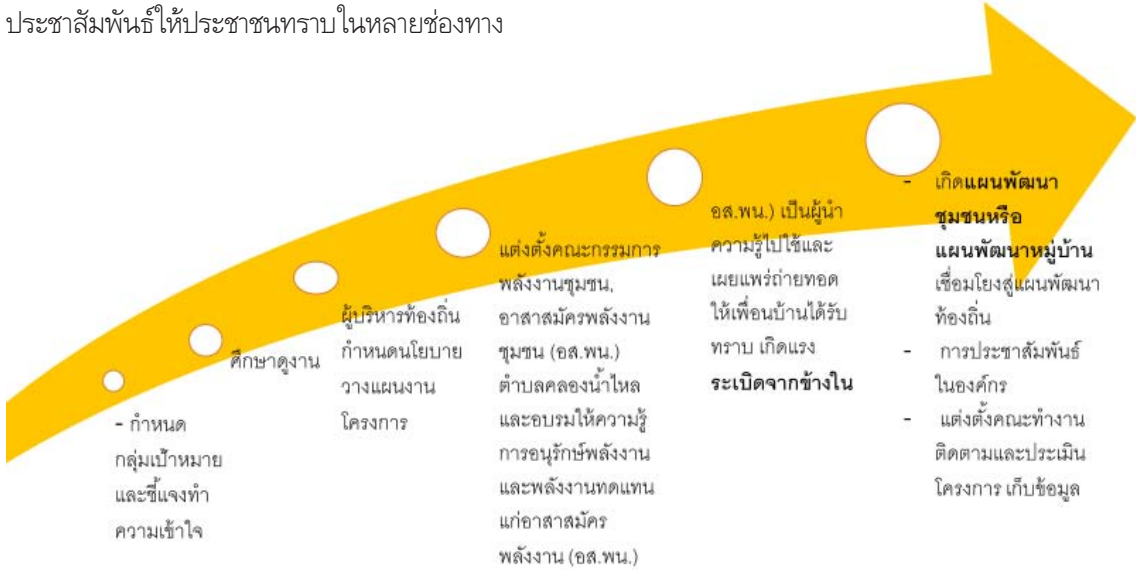 ประชาสัมพันธ์ให้ประชาชนทราบในหลายช่องทาง
- กำหนด
กลุ่มเป้าหมาย
และชี้แจงทำ
ความเข้าใจ
ศึกษาดูงาน
ผู้บริหารท้องถิ่น
กำหนดนโยบาย
วางแผนงาน
โครงการ
แต่งตั้งคณะกรรมการ
พลังงานชุมชน,
อาสาสมัครพลังงาน
ชุมชน (อส.พน.)
ตำบลคลองน้ำไหล
และอบรมให้ความรู้
การอนุรักษ์พลังงาน
และพลังงานทดแทน
แก่อาสาสมัคร
พลังงาน (อส.พน.)
อส.พน.) เป็นผู้นำ
ความรู้ไปใช้และ
เผยแพร่ถ่ายทอด
ให้เพื่อนบ้านได้รับ
ทราบ เกิดแรง
ระเบิดจากข้างใน
- เกิดแผนพัฒนา
ชุมชนหรือ
แผนพัฒนาหมู่บ้าน
เชื่อมโยงสู่แผนพัฒนา
ท้องถิ่น
- การประชาสัมพันธ์
ในองค์กร
- แต่งตั้งคณะทำงาน
ติดตามและประเมิน
โครงการ เก็บข้อมูล